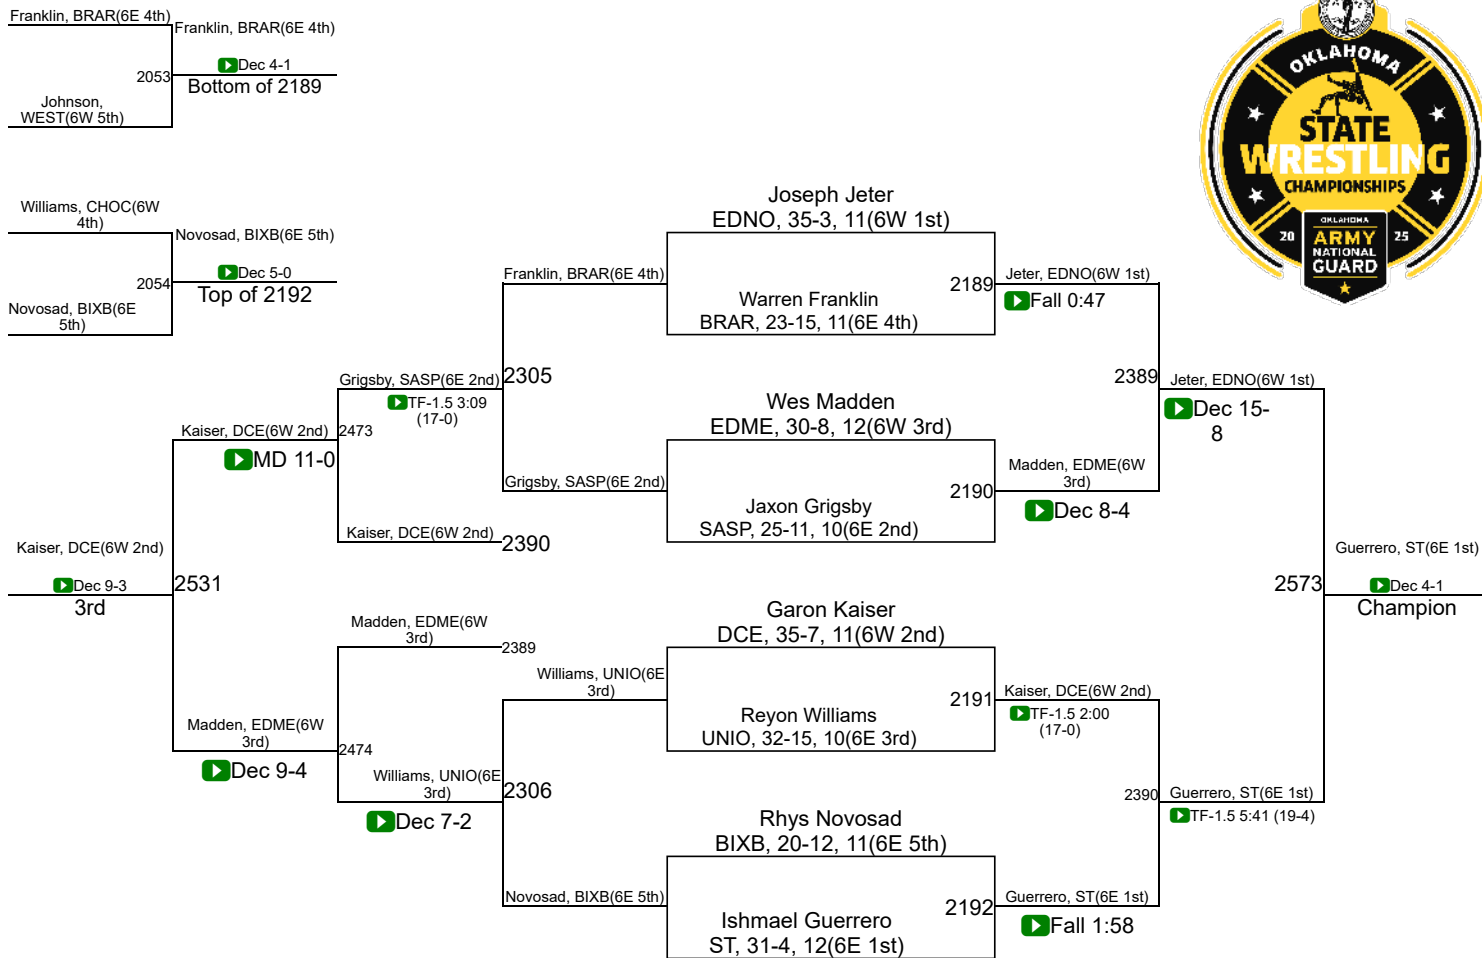 Franklin, BRAR(6E 4th)
Franklin, BRAR(6E 4th)
2053
Dec 4-1
Bottom of 2189
Johnson,
WEST(6W 5th)
Williams, CHOC(6W
4th)
Novosad, BIXB(6E 5th)
2054
Dec 5-0
Top of 2192
Novosad, BIXB(6E
5th)
OKLAHOMA
STATE
WRESTLING
CHAMPIONSHIPS
20
OKLAHOMA
ARMY
NATIONAL
GUARD
25
Joseph Jeter
EDNO, 35-3, 11(6W 1st)
Franklin, BRAR(6E 4th)
2189
Jeter, EDNO(6W 1st)
Fall 0:47
Warren Franklin
BRAR, 23-15, 11(6E 4th)
Grigsby, SASP(6E 2nd)
TF-1.5 3:09
(17-0)
2305
2389
Jeter, EDNO(6W 1st)
Dec 15-
8
Wes Madden
EDME, 30-8, 12(6W 3rd)
Kaiser, DCE(6W 2nd)
MD 11-0
2473
Grigsby, SASP(6E 2nd)
2190
Madden, EDME(6W
3rd)
Dec 8-4
Jaxon Grigsby
SASP, 25-11, 10(6E 2nd)
Kaiser, DCE(6W 2nd)
2390
Kaiser, DCE(6W 2nd)
Dec 9-3
3rd
2531
2573
Guerrero, ST(6E 1st)
Dec 4-1
Champion
Garon Kaiser
DCE, 35-7, 11(6W 2nd)
Madden, EDME(6W
3rd)
2389
Williams, UNIO(6E
3rd)
2191
Kaiser, DCE(6W 2nd)
TF-1.5 2:00
(17-0)
Reyon Williams
UNIO, 32-15, 10(6E 3rd)
Madden, EDME(6W
3rd)
Dec 9-4
2474
Williams, UNIO(6E
3rd)
Dec 7-2
2306
2390
Guerrero, ST(6E 1st)
TF-1.5 5:41 (19-4)
Rhys Novosad
BIXB, 20-12, 11(6E 5th)
Novosad, BIXB(6E 5th)
2192
Guerrero, ST(6E 1st)
Fall 1:58
Ishmael Guerrero
ST, 31-4, 12(6E 1st)